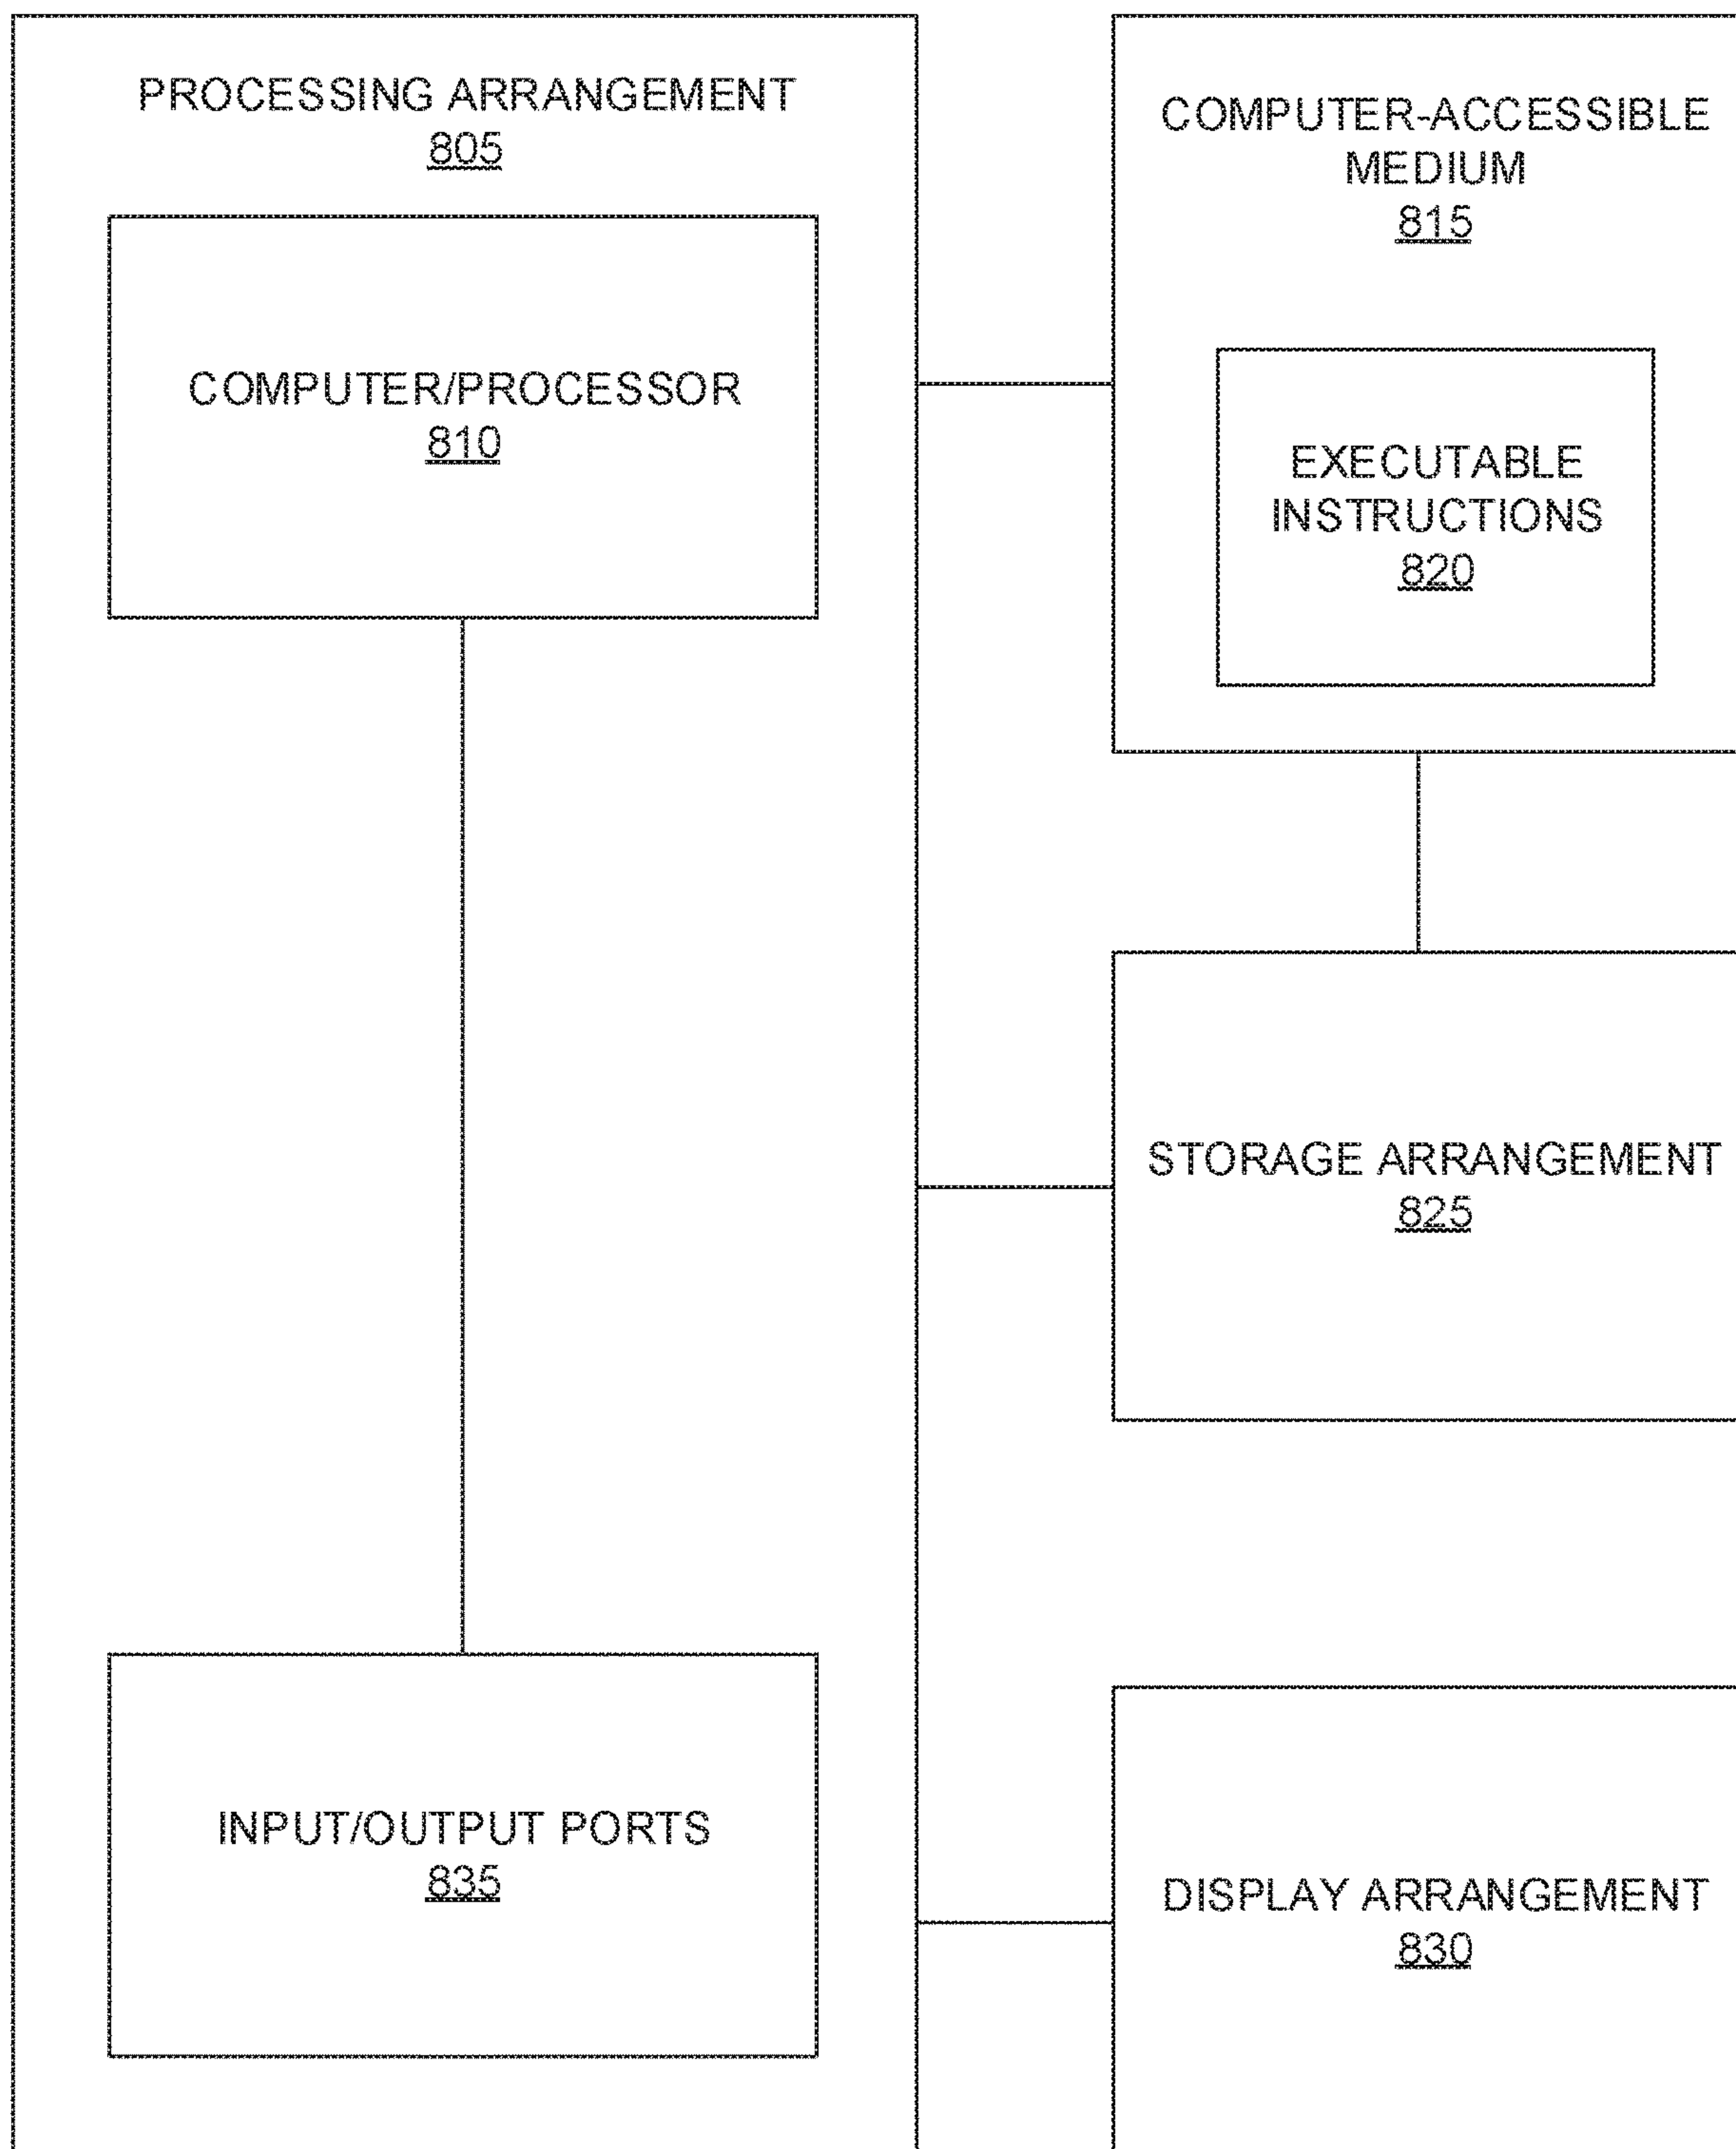 PROCESSING ARRANGEMENT
805
COMPUTER/PROCESSOR
810
INPUT/OUTPUT PORTS
835
COMPUTER-ACCESSIBLE
MEDIUM
815
EXECUTABLE
INSTRUCTIONS
820
STORAGE ARRANGEMENT
825
DISPLAY ARRANGEMENT
830